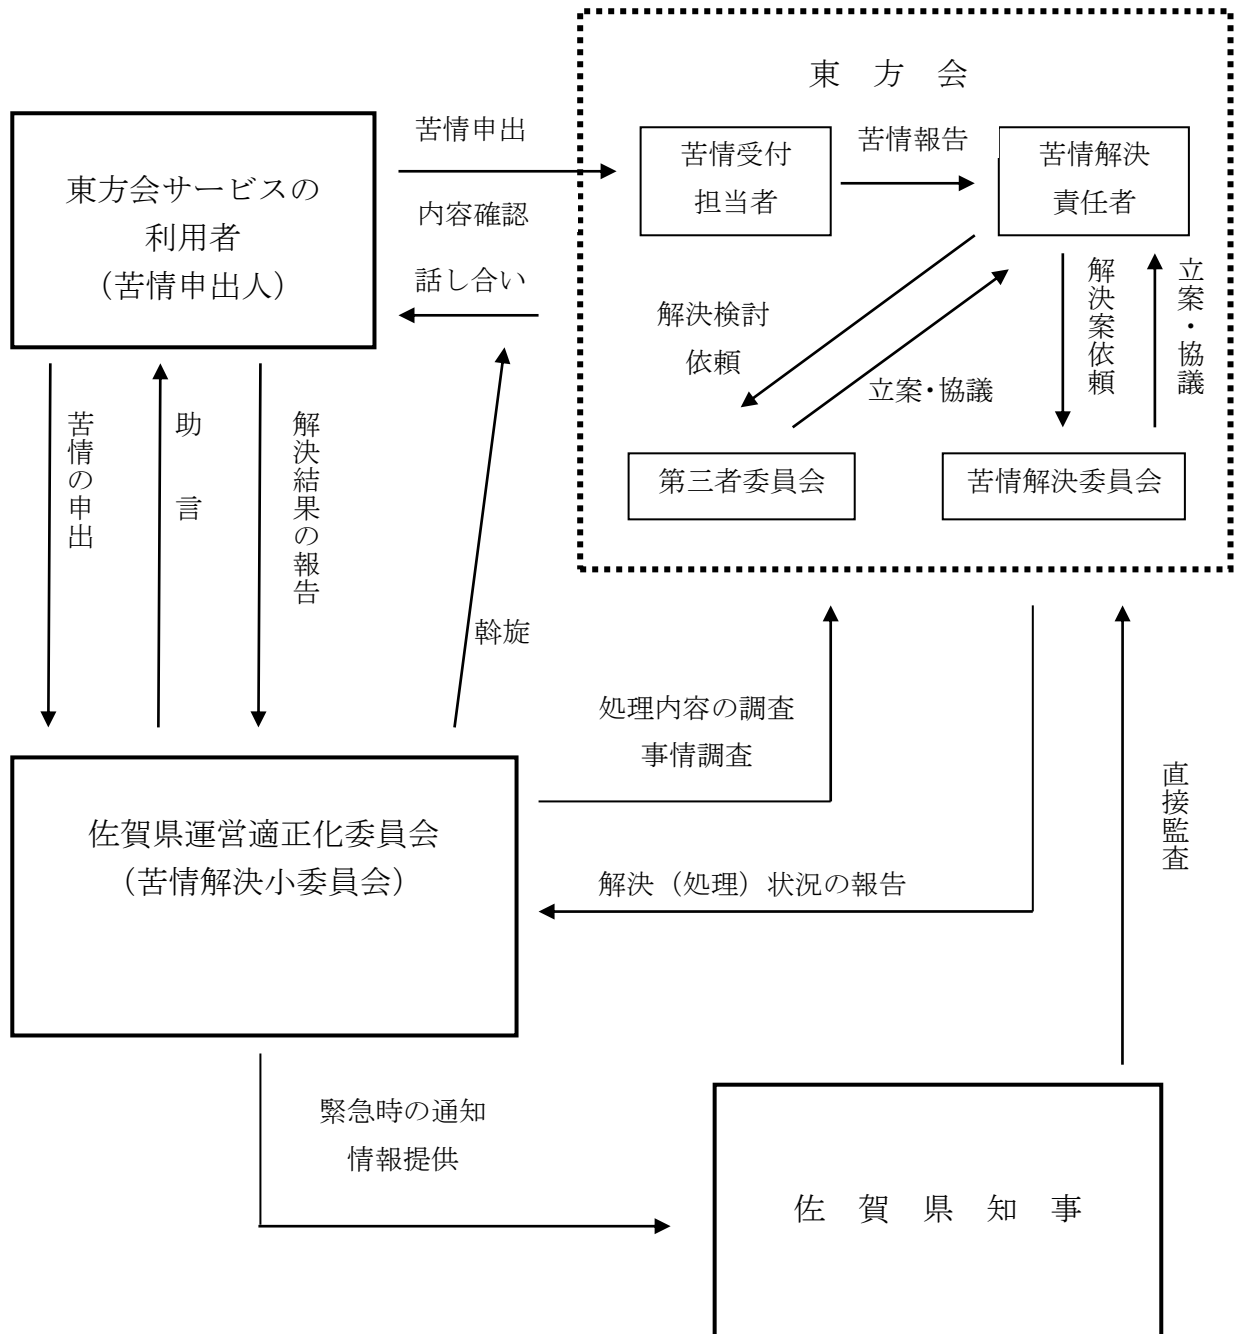 東　方　会
苦情申出
内容確認
話し合い
東方会サービスの
利用者
（苦情申出人）
苦情受付
担当者
苦情報告
苦情解決
責任者
解決検討
依頼
立案・協議
解決案依頼
立案・協議
第三者委員会
苦情解決委員会
苦情の申出
助　言
解決結果の報告
斡旋
処理内容の調査
事情調査
佐賀県運営適正化委員会
（苦情解決小委員会）
解決（処理）状況の報告
直接監査
緊急時の通知
情報提供
佐　賀　県　知　事